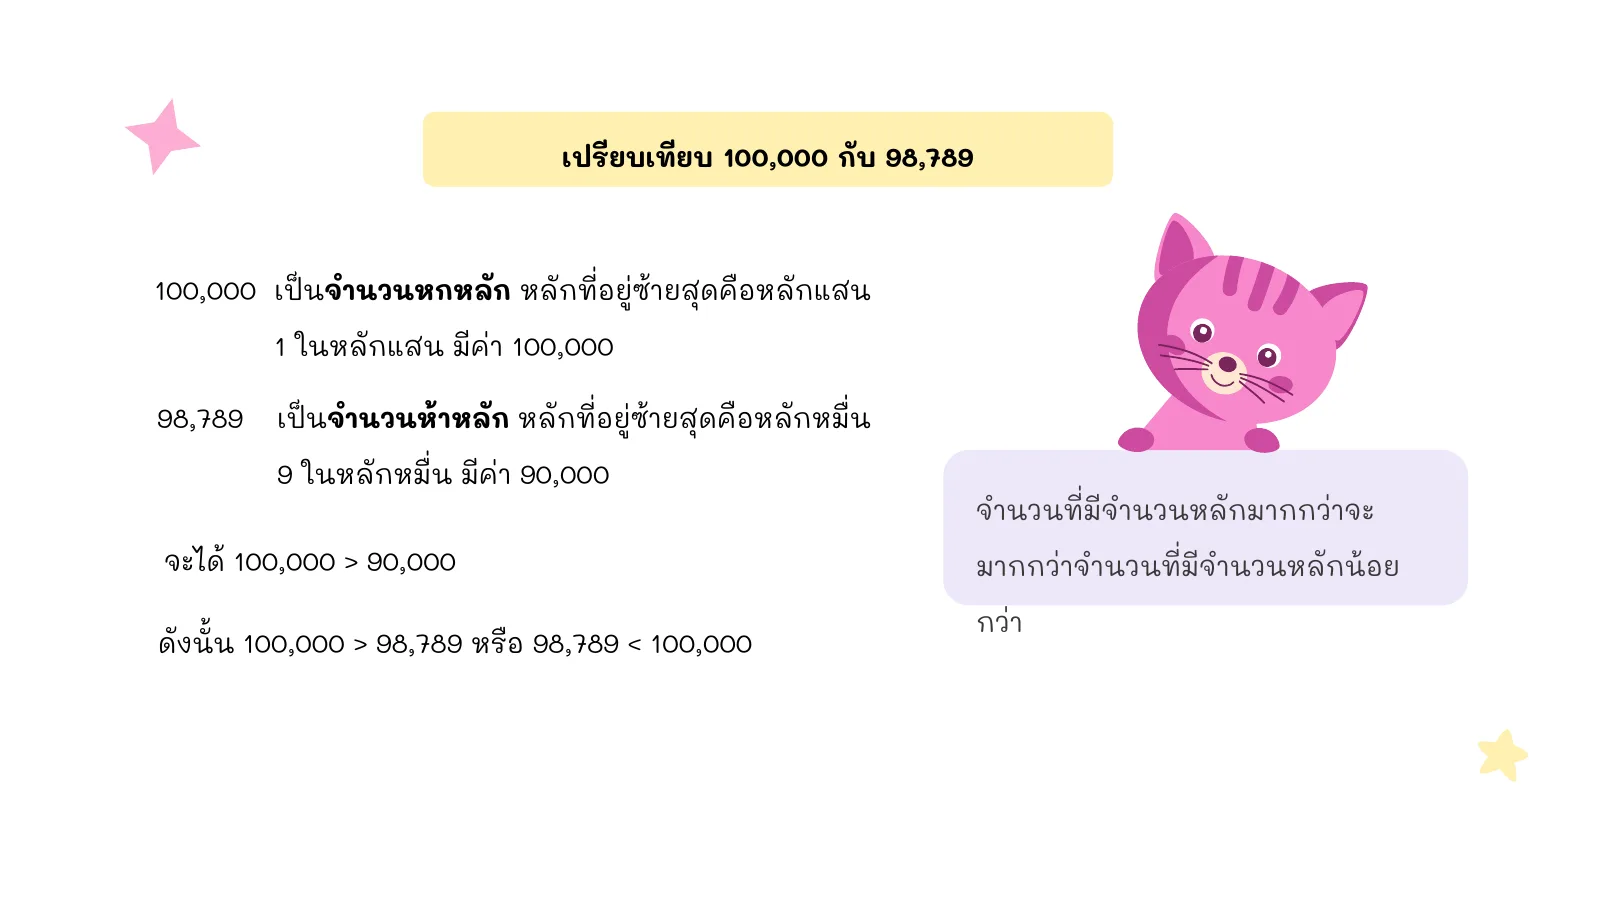 เปรียบเทียบ 100,000 กับ 98,789
100,000 เป็นจำนวนหกหลัก หลักที่อยู่ซ้ายสุดคือหลักแสน
1 ในหลักแสน มีค่า 100,000
98,789 เป็นจำนวนห้าหลัก หลักที่อยู่ซ้ายสุดคือหลักหมื่น
9 ในหลักหมื่น มีค่า 90,000
จะได้ 100,000 > 90,000
ดังนั้น 100,000 > 98,789 หรือ 98,789 < 100,000
จำนวนที่มีจำนวนหลักมากกว่าจะ
มากกว่าจำนวนที่มีจำนวนหลักน้อย
กว่า